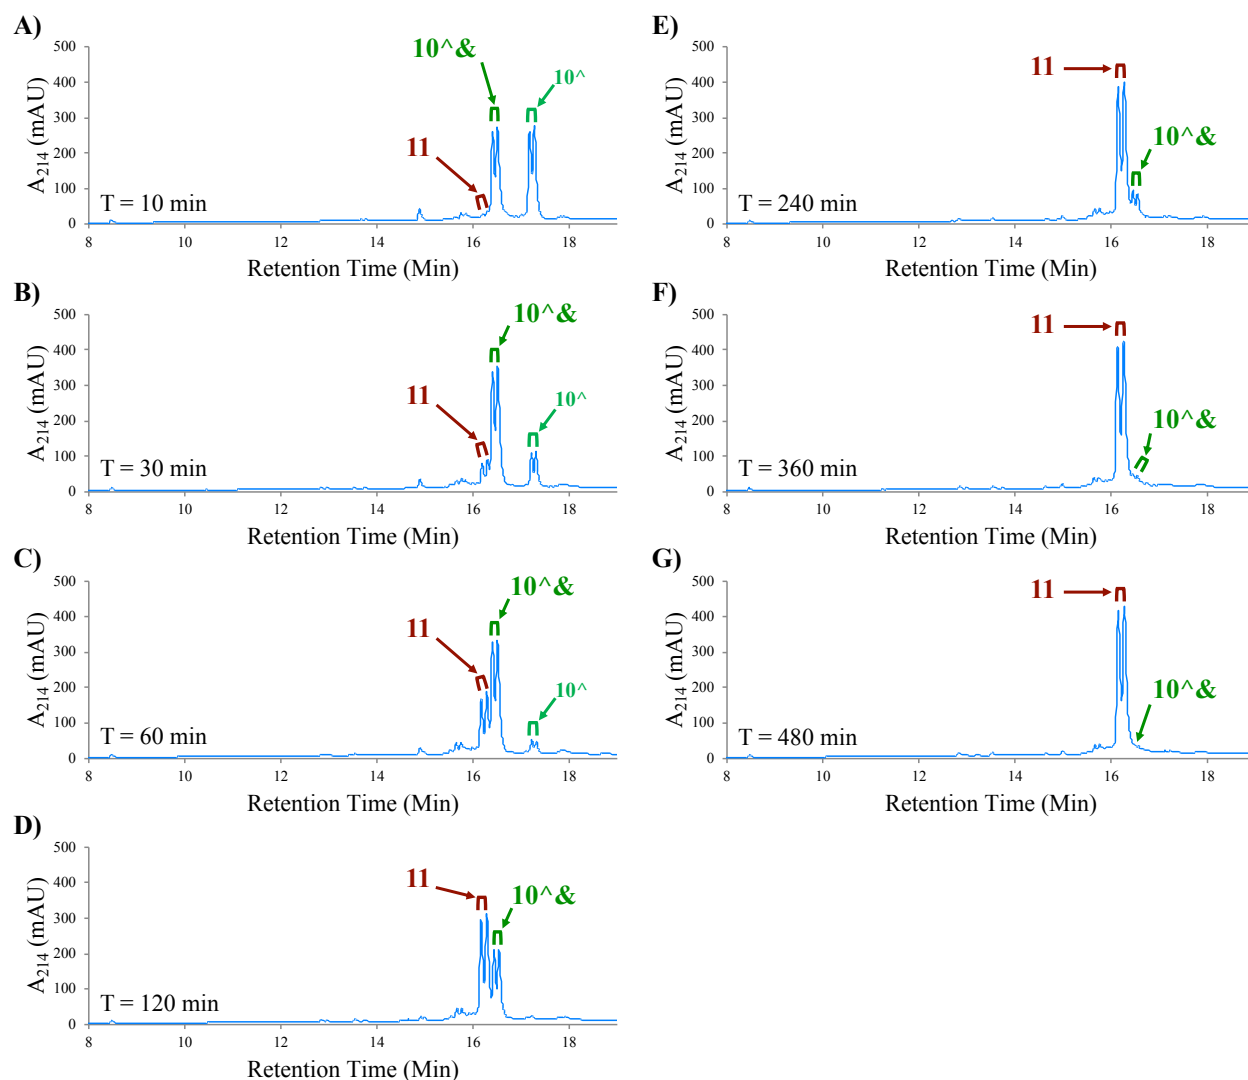 A)
500
400
300
200
100
0
A214 (mAU)
10^&
10^
11
T = 10 min
8 10 12 14 16 18
Retention Time (Min)
B)
500
400
300
200
100
0
A214 (mAU)
10^&
11
10^
T = 30 min
8 10 12 14 16 18
Retention Time (Min)
C)
500
400
300
200
100
0
A214 (mAU)
10^&
11
10^
T = 60 min
8 10 12 14 16 18
Retention Time (Min)
D)
500
400
300
200
100
0
A214 (mAU)
11
10^&
T = 120 min
8 10 12 14 16 18
Retention Time (Min)
E)
500
400
300
200
100
0
A214 (mAU)
11
10^&
T = 240 min
8 10 12 14 16 18
Retention Time (Min)
F)
500
400
300
200
100
0
A214 (mAU)
11
10^&
T = 360 min
8 10 12 14 16 18
Retention Time (Min)
G)
500
400
300
200
100
0
A214 (mAU)
11
10^&
T = 480 min
8 10 12 14 16 18
Retention Time (Min)